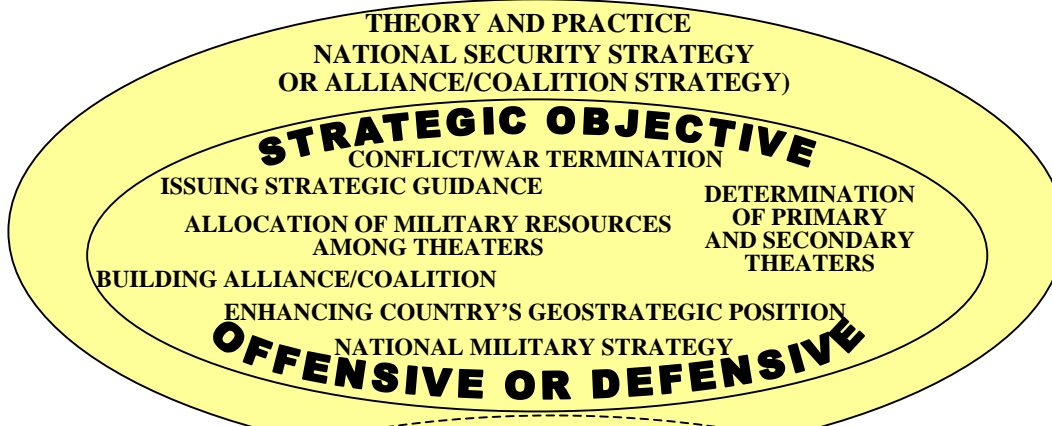 THEORY AND PRACTICE
NATIONAL SECURITY STRATEGY
OR ALLIANCE/COALITION STRATEGY)
STRATEGIC OBJECTIVE
CONFLICT/WAR TERMINATION
ISSUING STRATEGIC GUIDANCE
DETERMINATION
OF PRIMARY
AND SECONDARY
THEATERS
ALLOCATION OF MILITARY RESOURCES
AMONG THEATERS
BUILDING ALLIANCE/COALITION
ENHANCING COUNTRY'S GEOSTRATEGIC POSITION
NATIONAL MILITARY STRATEGY
OFFENSIVE OR DEFENSIVE